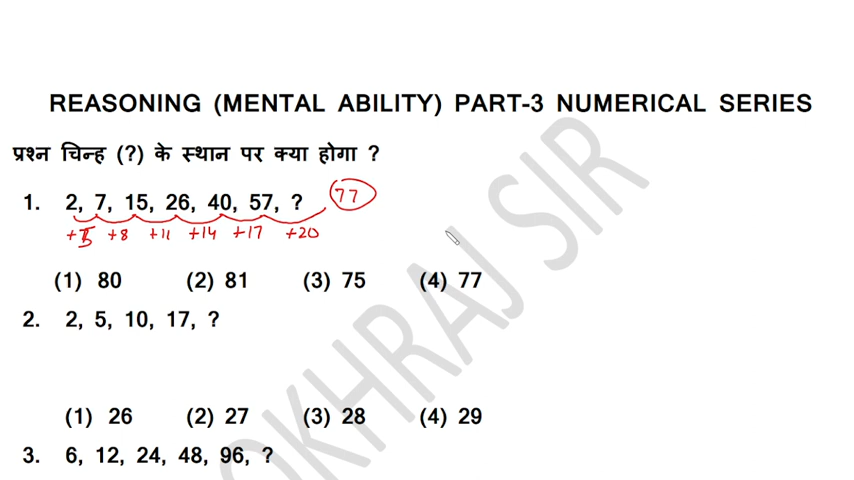 REASONING (MENTAL ABILITY) PART-3 NUMERICAL SERIES
प्रश्न चिन्ह (?) के स्थान पर क्या होगा ?
1. 2, 7, 15, 26, 40, 57, ? 77
+5 +8 +11 +14 +17 +20
(1) 80 (2) 81 (3) 75 (4) 77
2. 2, 5, 10, 17, ?
(1) 26 (2) 27 (3) 28 (4) 29
3. 6, 12, 24, 48, 96, ?
OKHRAJ SIR